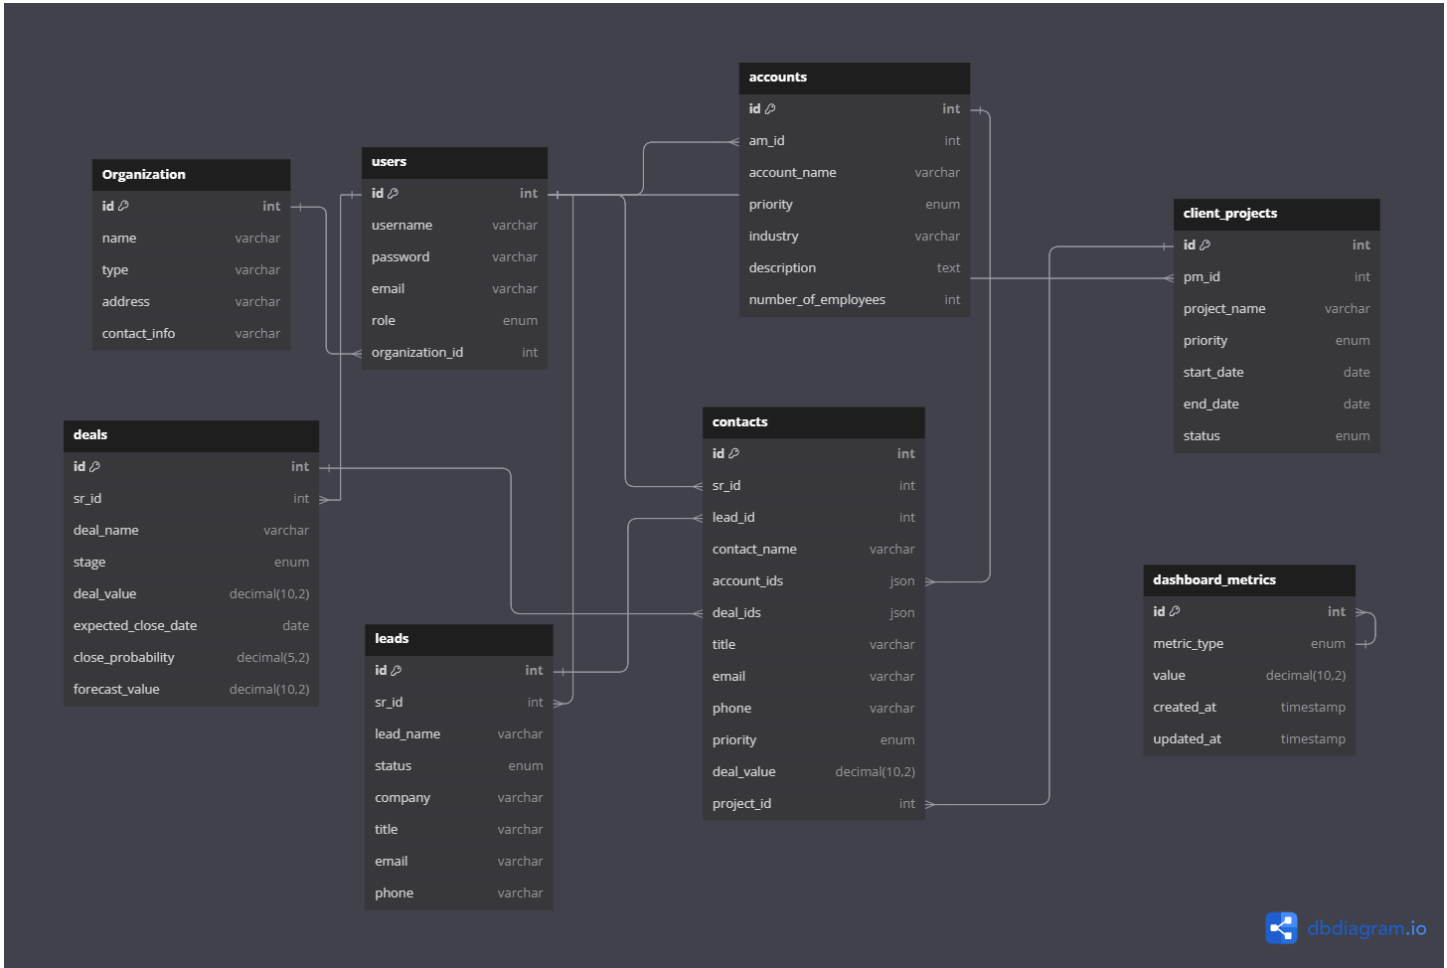 Organization
id int
name varchar
type varchar
address varchar
contact_info varchar
users
id int
username varchar
password varchar
email varchar
role enum
organization_id int
accounts
id int
am_id int
account_name varchar
priority enum
industry varchar
description text
number_of_employees int
client_projects
id int
pm_id int
project_name varchar
priority enum
start_date date
end_date date
status enum
deals
id int
sr_id int
deal_name varchar
stage enum
deal_value decimal(10,2)
expected_close_date date
close_probability decimal(5,2)
forecast_value decimal(10,2)
leads
id int
sr_id int
lead_name varchar
status enum
company varchar
title varchar
email varchar
phone varchar
contacts
id int
sr_id int
lead_id int
contact_name varchar
account_ids json
deal_ids json
title varchar
email varchar
phone varchar
priority enum
deal_value decimal(10,2)
project_id int
dashboard_metrics
id int
metric_type enum
value decimal(10,2)
created_at timestamp
updated_at timestamp
dbdiagram.io